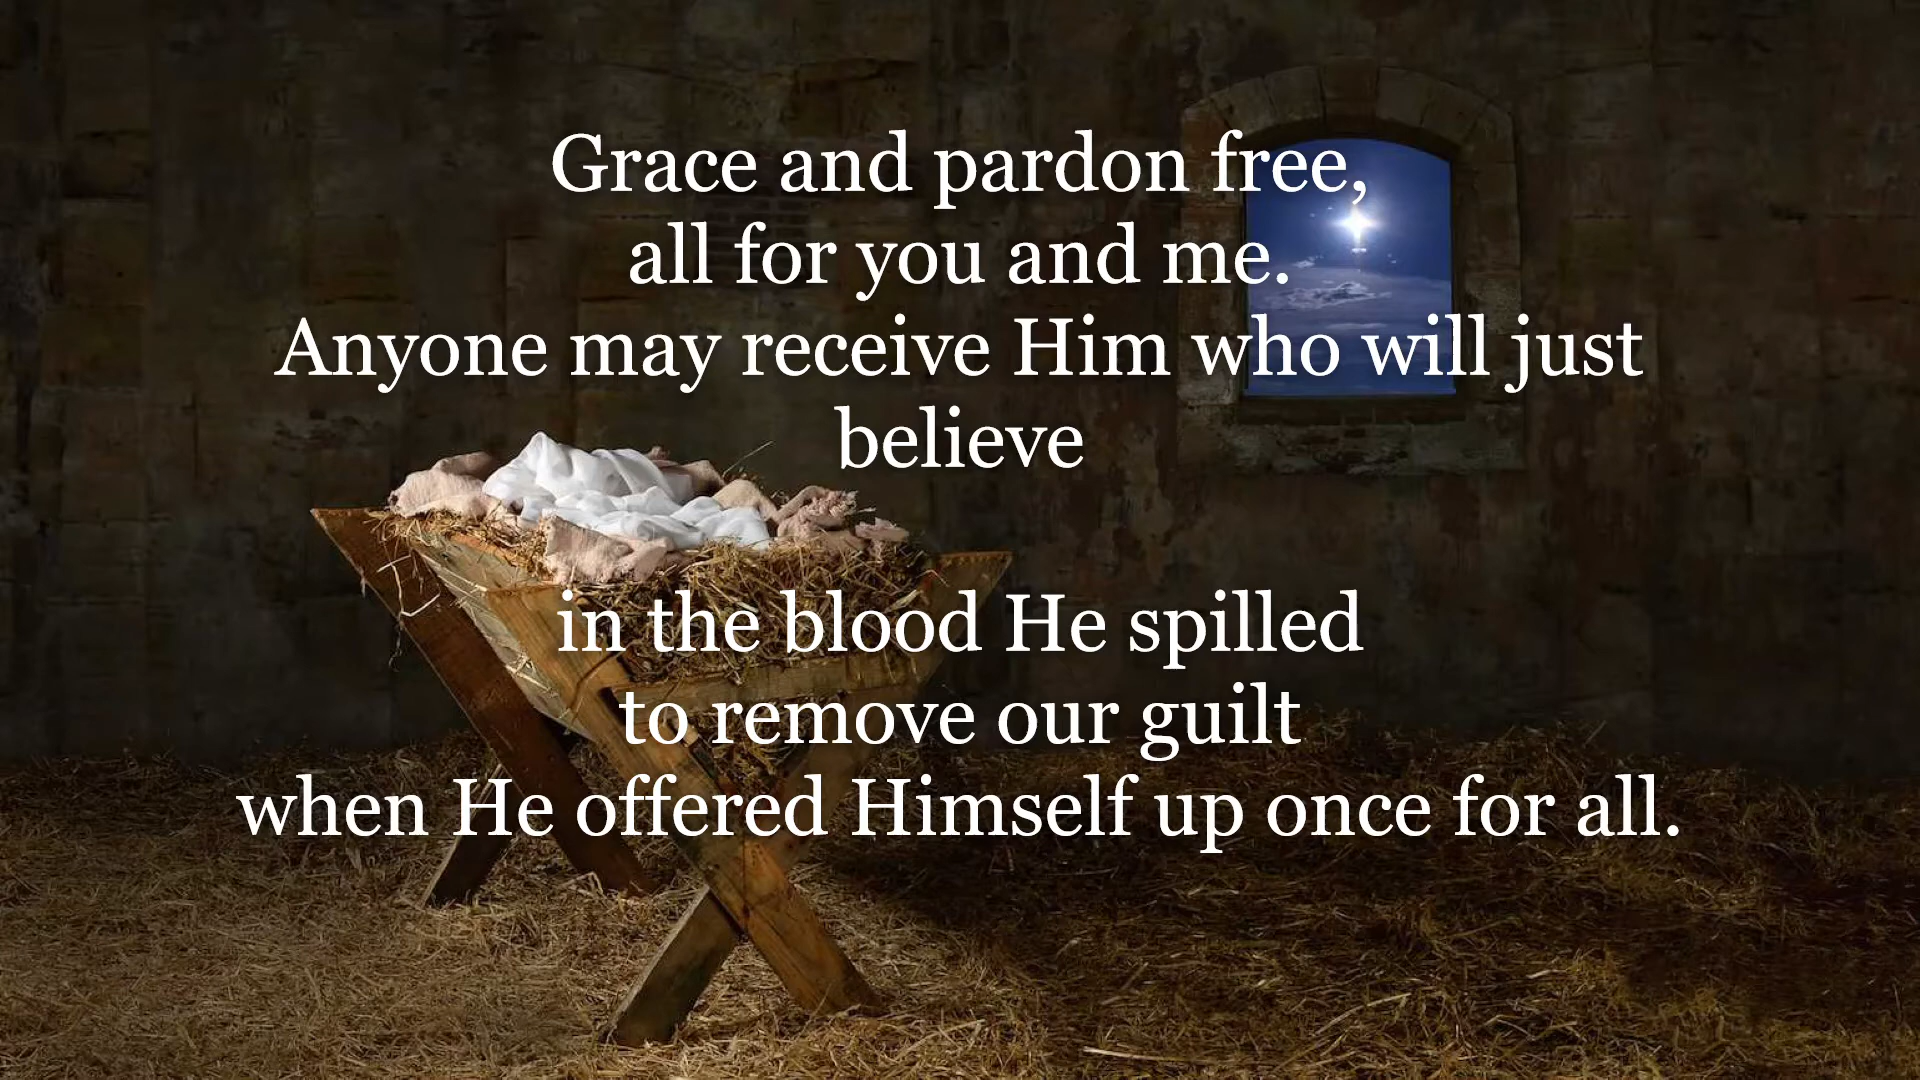 Grace and pardon free,
all for you and me.
Anyone may receive Him who will just
believe
in the blood He spilled
to remove our guilt
when He offered Himself up once for all.